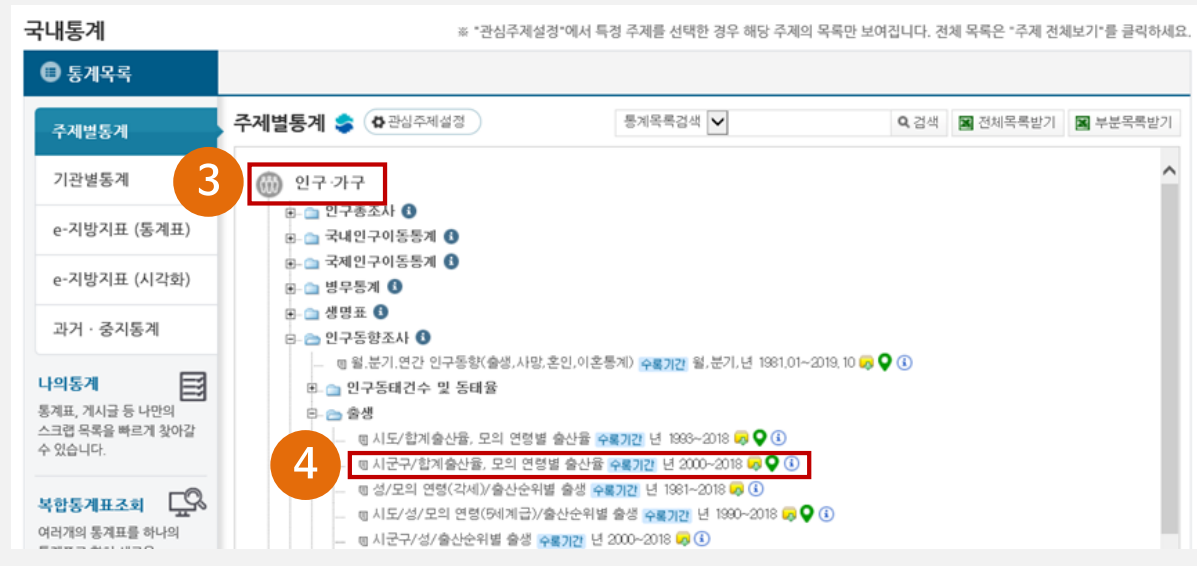 국내통계
※ "관심주제설정"에서 특정 주제를 선택한 경우 해당 주제의 목록만 보여집니다. 전체 목록은 "주제 전체보기"를 클릭하세요.
통계목록
주제별통계
기관별통계
e-지방지표 (통계표)
e-지방지표 (시각화)
과거 · 중지통계
나의통계
통계표, 게시글 등 나만의
스크랩 목록을 빠르게 찾아갈
수 있습니다.
복합통계표조회
여러개의 통계표를 하나의
주제별통계 관심주제설정 통계목록검색 검색 전체목록받기 부분목록받기
3
인구·가구
인구총조사
국내인구이동통계
국제인구이동통계
병무통계
생명표
인구동향조사
월,분기,연간 인구동향(출생,사망,혼인,이혼통계) 수록기간 월,분기,년 1981.01~2019.10
인구동태건수 및 동태율
출생
시도/합계출산율, 모의 연령별 출산율 수록기간 년 1993~2018
4
시군구/합계출산율, 모의 연령별 출산율 수록기간 년 2000~2018
성/모의 연령(각세)/출산순위별 출생 수록기간 년 1981~2018
시도/성/모의 연령(5세계급)/출산순위별 출생 수록기간 년 1990~2018
시군구/성/출산순위별 출생 수록기간 년 2000~2018